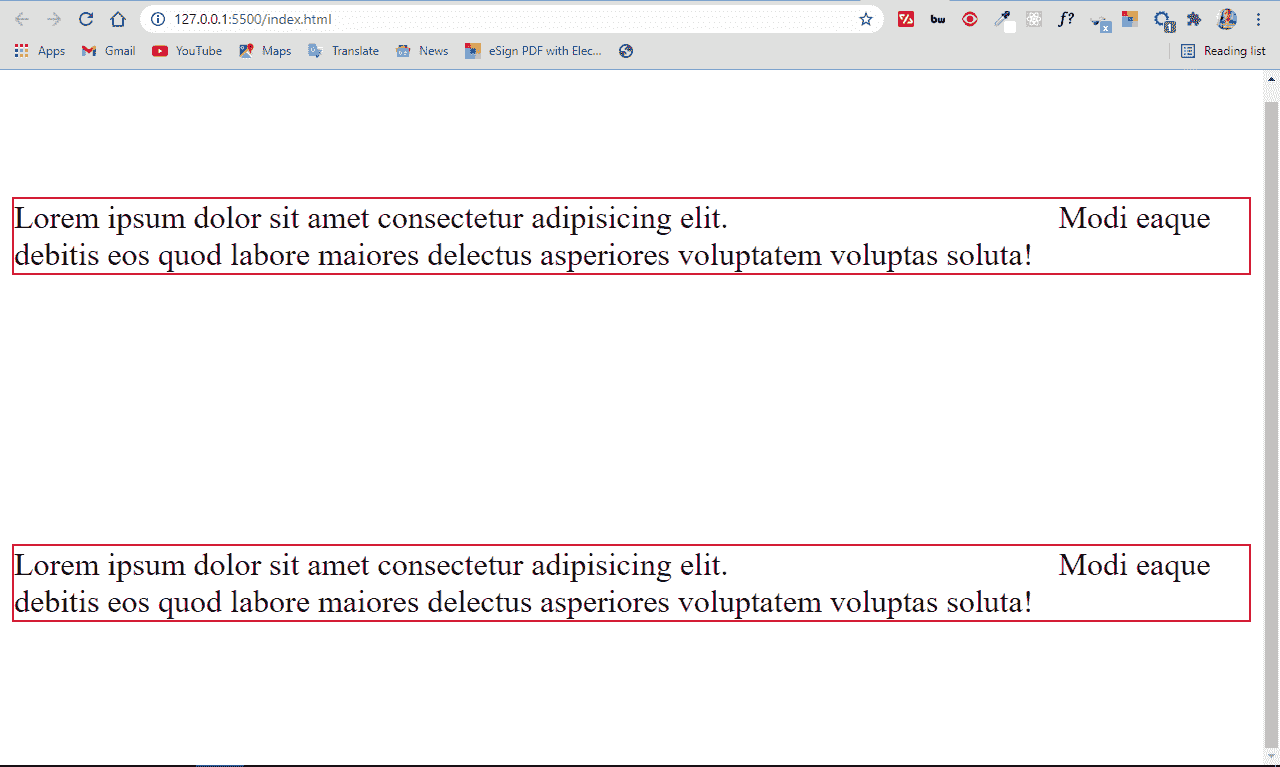 127.0.0.1:5500/index.html
bw
f?
x
Apps Gmail YouTube Maps Translate News eSign PDF with Elec... Reading list
Lorem ipsum dolor sit amet consectetur adipisicing elit. Modi eaque
debitis eos quod labore maiores delectus asperiores voluptatem voluptas soluta!
Lorem ipsum dolor sit amet consectetur adipisicing elit. Modi eaque
debitis eos quod labore maiores delectus asperiores voluptatem voluptas soluta!